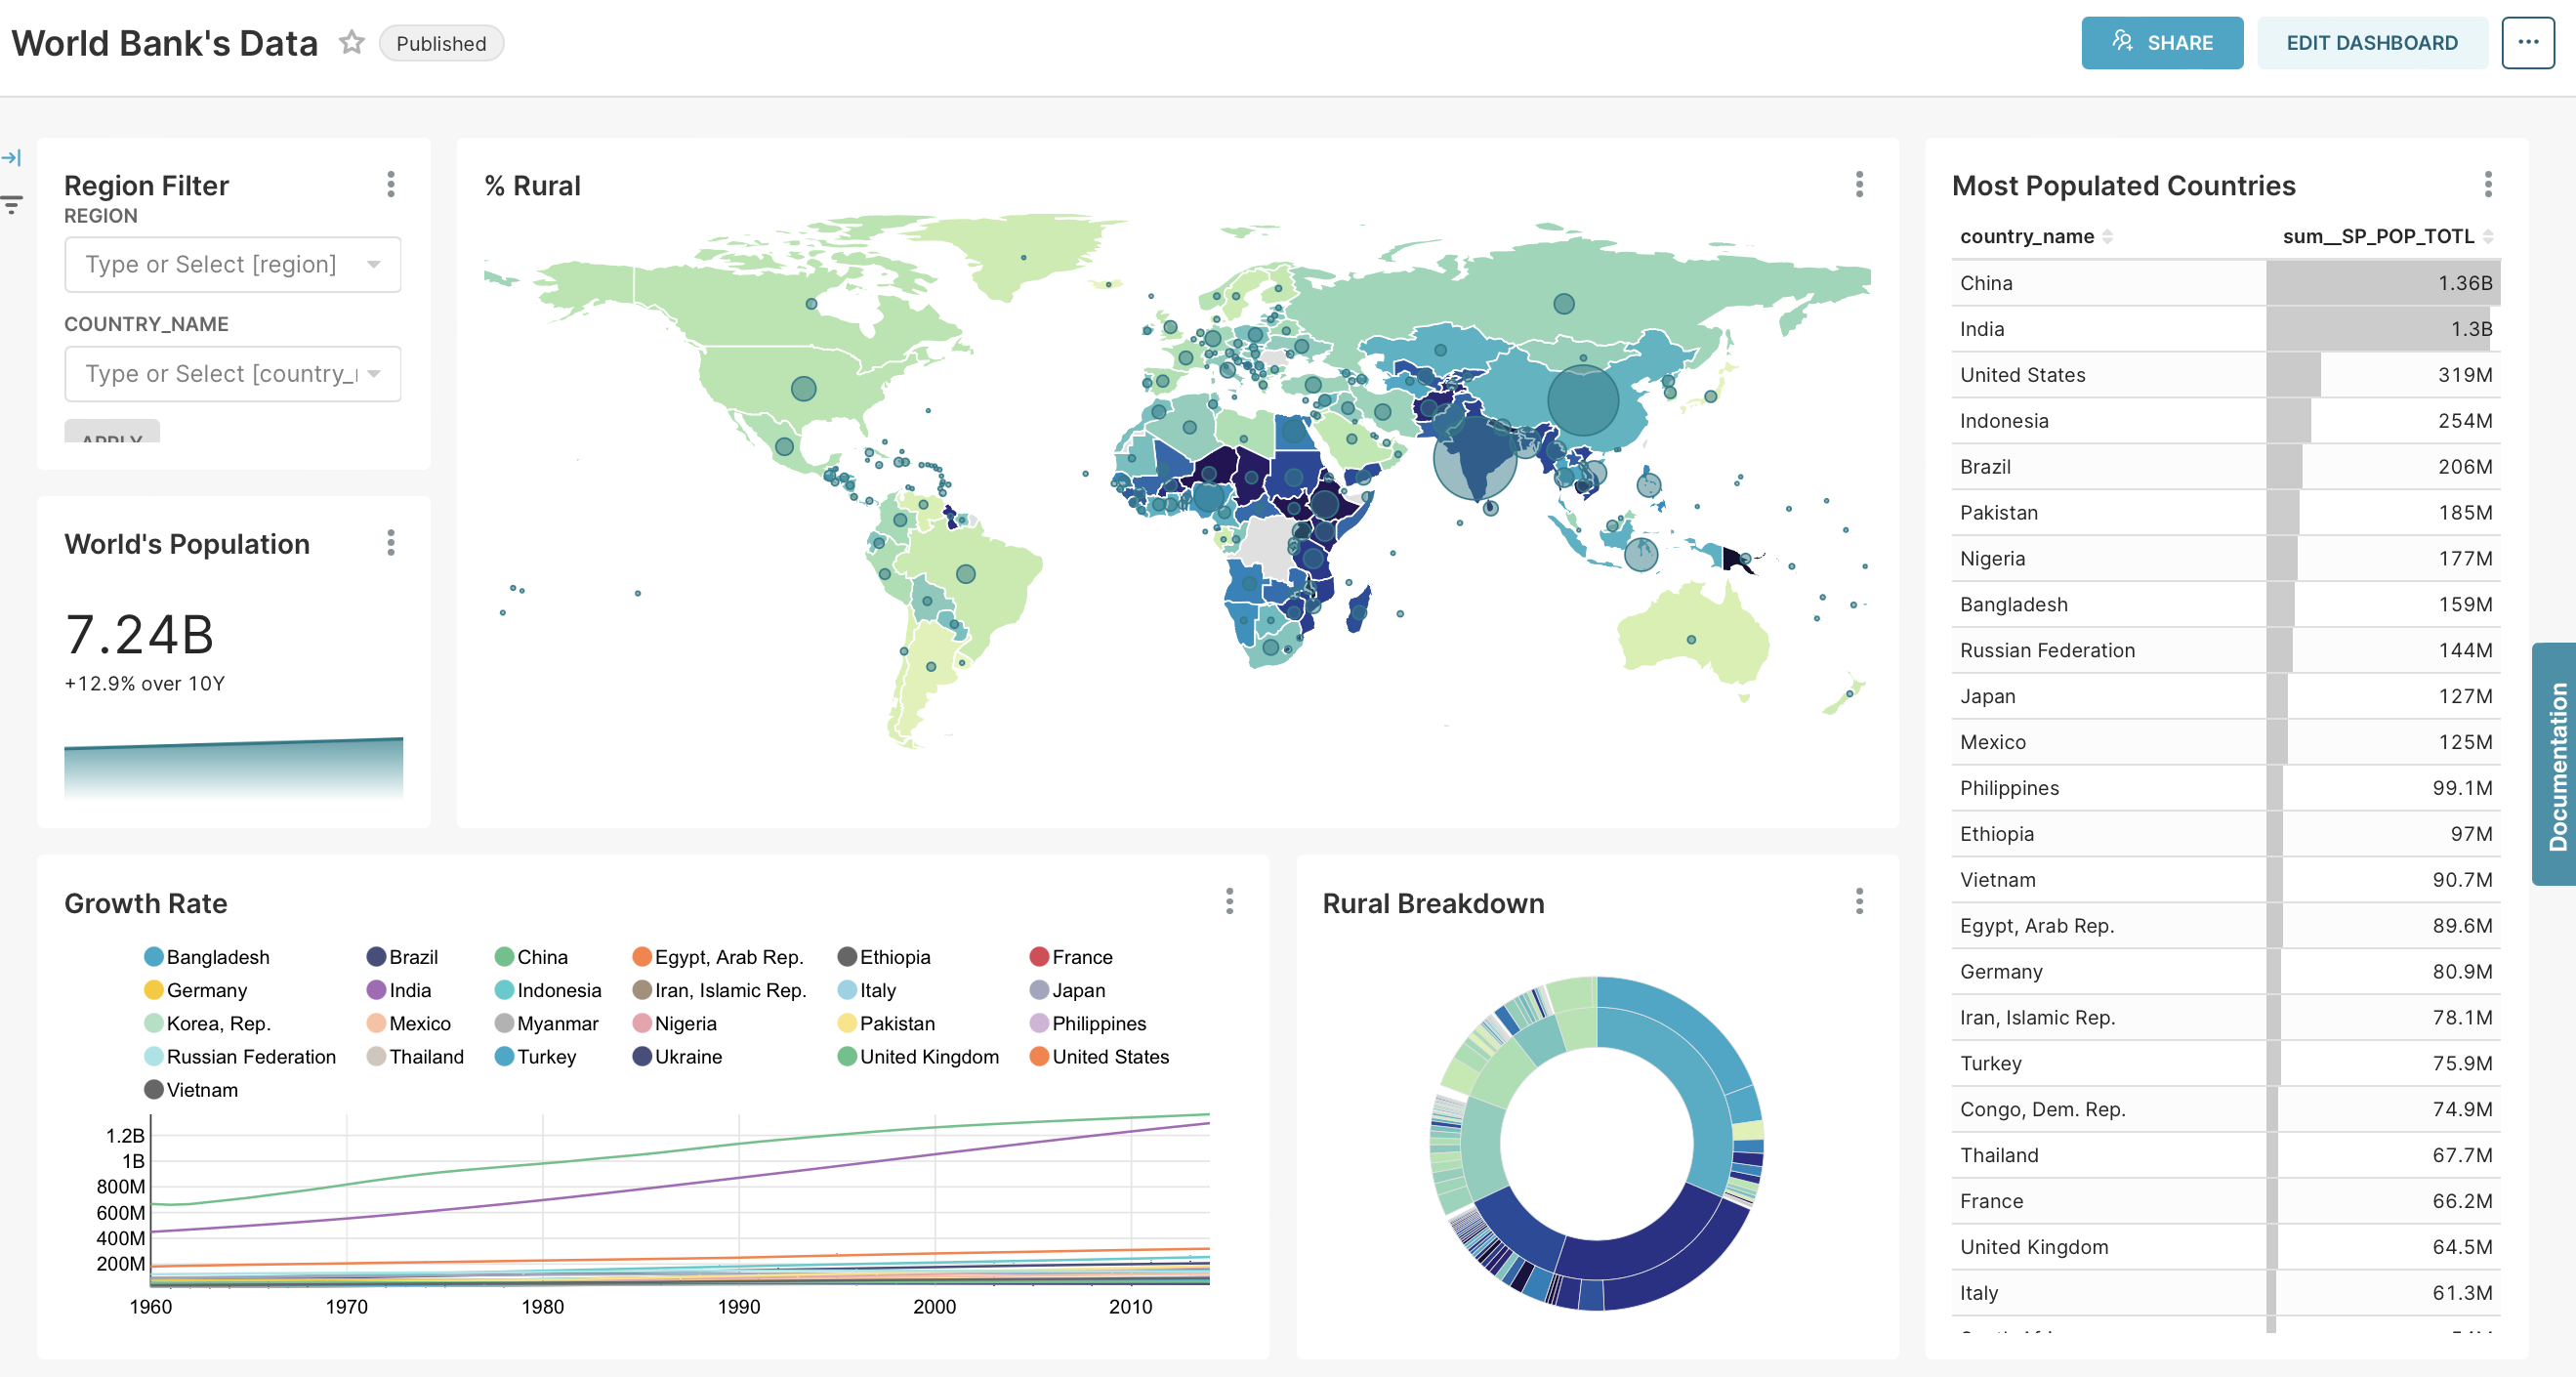 World Bank's Data
Published
SHARE
EDIT DASHBOARD
Region Filter
REGION
Type or Select [region]
COUNTRY_NAME
Type or Select [country_
APPLY
World's Population
7.24B
+12.9% over 10Y
% Rural
Most Populated Countries
country_name sum__SP_POP_TOTL
China 1.36B
India 1.3B
United States 319M
Indonesia 254M
Brazil 206M
Pakistan 185M
Nigeria 177M
Bangladesh 159M
Russian Federation 144M
Japan 127M
Mexico 125M
Philippines 99.1M
Ethiopia 97M
Vietnam 90.7M
Egypt, Arab Rep. 89.6M
Germany 80.9M
Iran, Islamic Rep. 78.1M
Turkey 75.9M
Congo, Dem. Rep. 74.9M
Thailand 67.7M
France 66.2M
United Kingdom 64.5M
Italy 61.3M
Documentation
Growth Rate
Bangladesh Brazil China Egypt, Arab Rep. Ethiopia France
Germany India Indonesia Iran, Islamic Rep. Italy Japan
Korea, Rep. Mexico Myanmar Nigeria Pakistan Philippines
Russian Federation Thailand Turkey Ukraine United Kingdom United States
Vietnam
1.2B
1B
800M
600M
400M
200M
1960 1970 1980 1990 2000 2010
Rural Breakdown